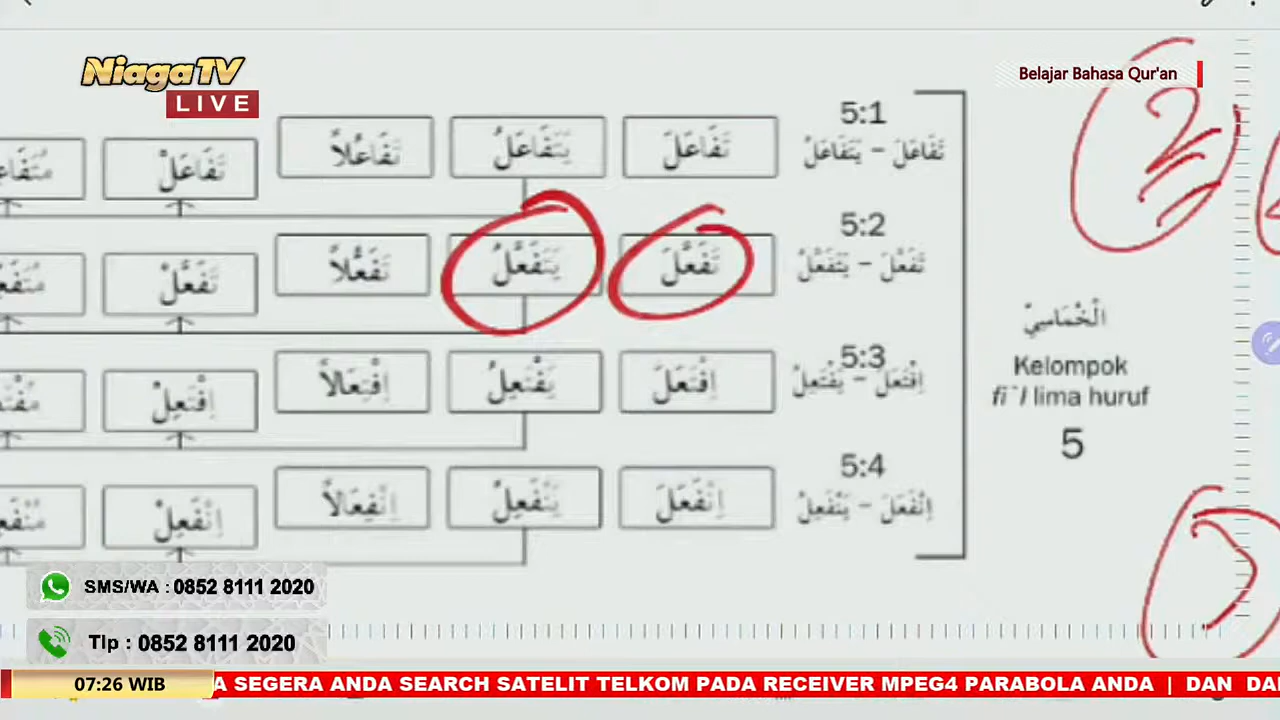 NiagaTV
LIVE
Belajar Bahasa Qur'an
5:1
تَفَاعَلَ – يَتَفَاعَلُ
تَفَاعَلَ
يَتَفَاعَلُ
تَفَاعُلاً
تَفَاعَلْ
5:2
تَفَعَّلَ – يَتَفَعَّلُ
تَفَعَّلَ
يَتَفَعَّلُ
تَفَعُّلاً
تَفَعَّلْ
5:3
اِفْتَعَلَ – يَفْتَعِلُ
اِفْتَعَلَ
يَفْتَعِلُ
اِفْتِعَالاً
اِفْتَعِلْ
5:4
اِنْفَعَلَ – يَنْفَعِلُ
اِنْفَعَلَ
يَنْفَعِلُ
اِنْفِعَالاً
اِنْفَعِلْ
الْخُمَاسِيْ
Kelompok
fi`l lima huruf
5
SMS/WA : 0852 8111 2020
Tlp : 0852 8111 2020
07:26 WIB
A SEGERA ANDA SEARCH SATELIT TELKOM PADA RECEIVER MPEG4 PARABOLA ANDA | DAN